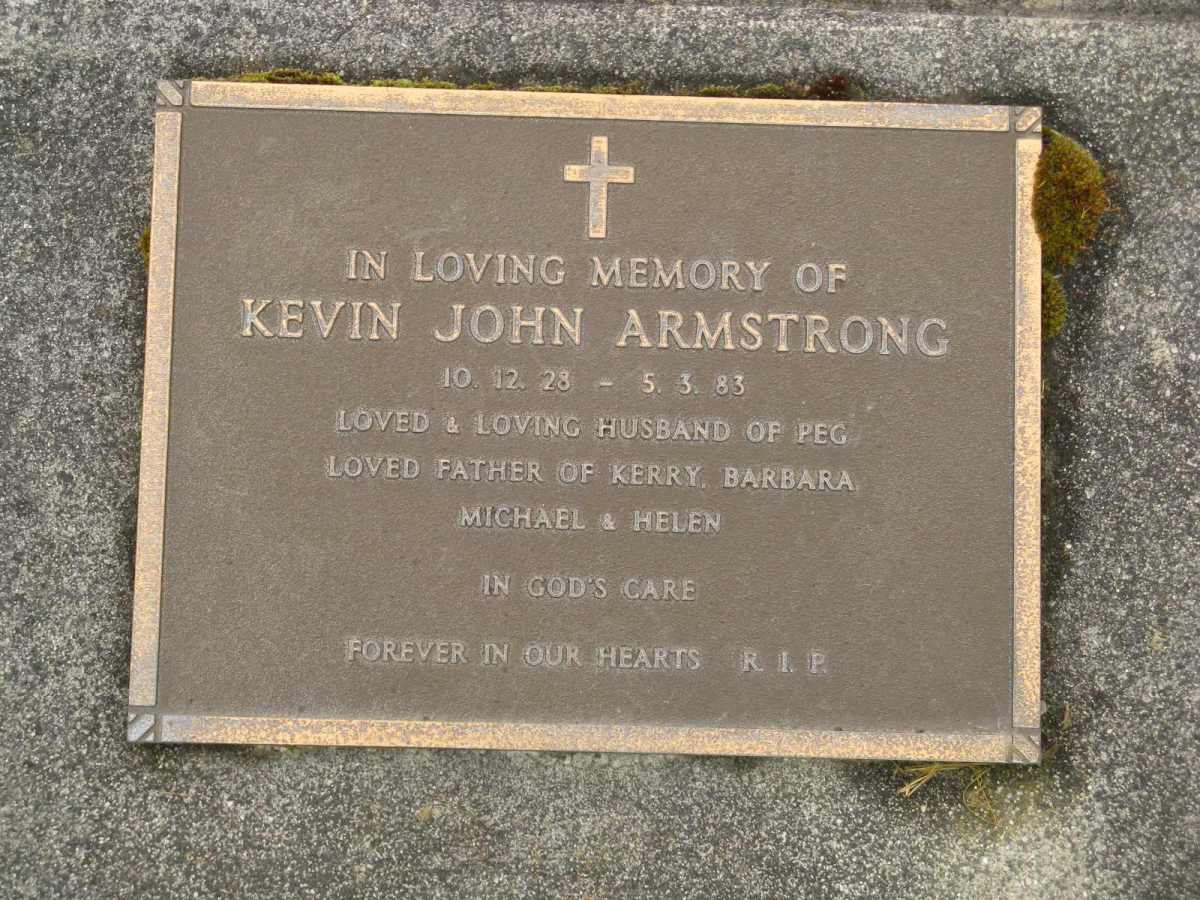 IN LOVING MEMORY OF
KEVIN JOHN ARMSTRONG
10. 12. 28 - 5. 3. 83
LOVED & LOVING HUSBAND OF PEG
LOVED FATHER OF KERRY, BARBARA
MICHAEL & HELEN
IN GOD'S CARE
FOREVER IN OUR HEARTS R. I. P.